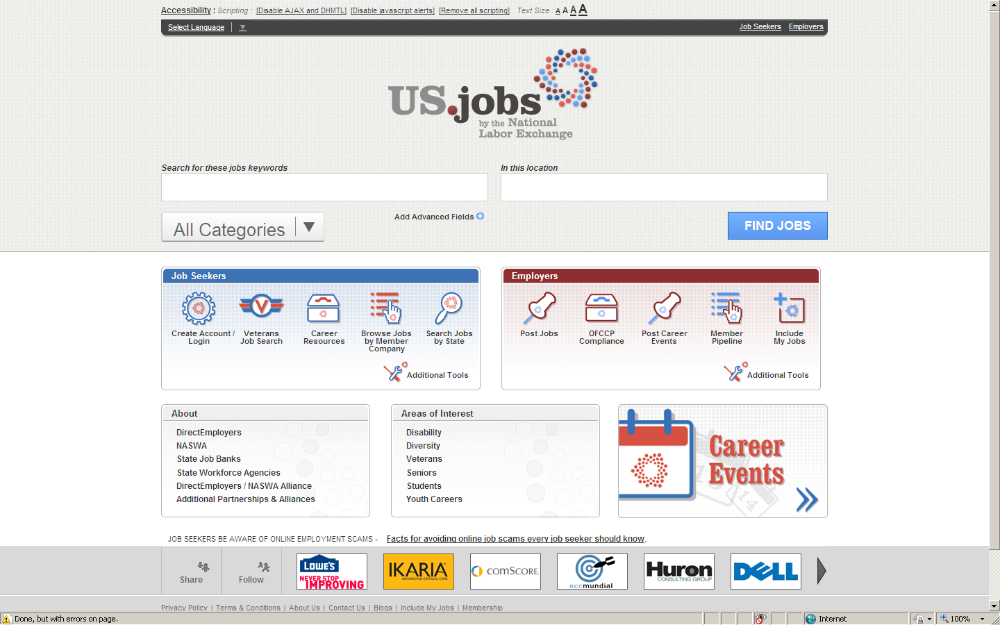 Accessibility : Scripting : [Disable AJAX and DHMTL] [Disable javascript alerts] [Remove all scripting] Text Size : A A A A
Select Language ▼ Job Seekers Employers
US.jobs
by the National
Labor Exchange
Search for these jobs keywords In this location
All Categories ▼ Add Advanced Fields FIND JOBS
Job Seekers
Create Account /
Login
Veterans
Job Search
Career
Resources
Browse Jobs
by Member
Company
Search Jobs
by State
Additional Tools
Employers
Post Jobs
OFCCP
Compliance
Post Career
Events
Member
Pipeline
Include
My Jobs
Additional Tools
About
DirectEmployers
NASWA
State Job Banks
State Workforce Agencies
DirectEmployers / NASWA Alliance
Additional Partnerships & Alliances
Areas of Interest
Disability
Diversity
Veterans
Seniors
Students
Youth Careers
Career
Events
14
JOB SEEKERS BE AWARE OF ONLINE EMPLOYMENT SCAMS - Facts for avoiding online job scams every job seeker should know.
Share
Follow
LOWE'S
NEVER STOP
IMPROVING
IKARIA
ADVANCING CRITICAL CARE
comScore
occmundial
Huron
CONSULTING GROUP
DELL
Privacy Policy | Terms & Conditions | About Us | Contact Us | Blogs | Include My Jobs | Membership
Done, but with errors on page. Internet 100%